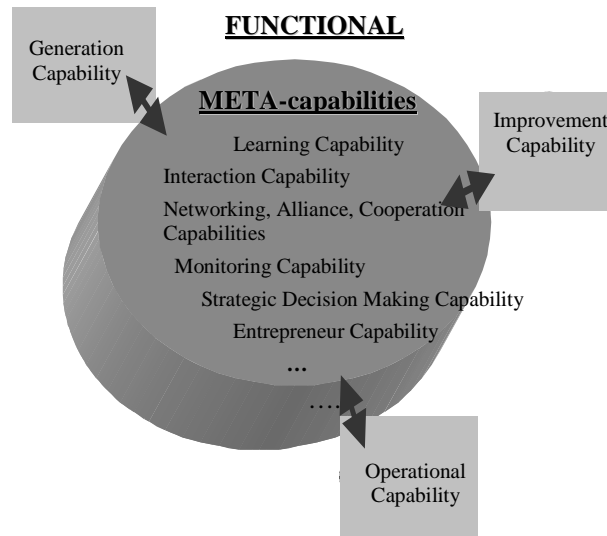 FUNCTIONAL
Generation
Capability
META-capabilities
Improvement
Capability
Learning Capability
Interaction Capability
Networking, Alliance, Cooperation
Capabilities
Monitoring Capability
Strategic Decision Making Capability
Entrepreneur Capability
...
....
Operational
Capability